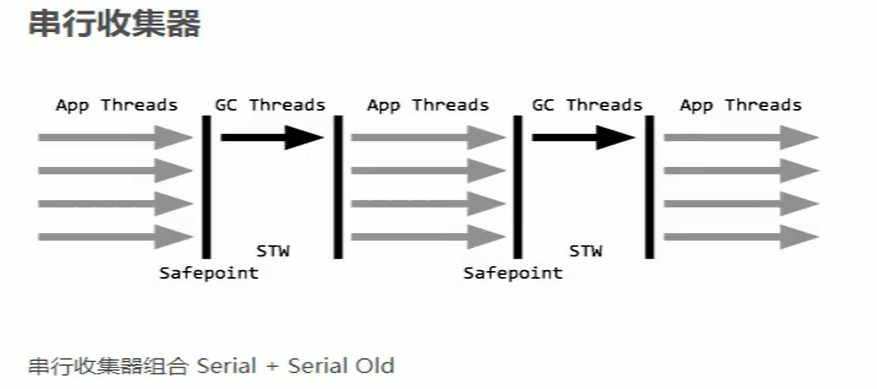 串行收集器
App Threads GC Threads App Threads GC Threads App Threads
STW STW
Safepoint Safepoint
串行收集器组合 Serial + Serial Old